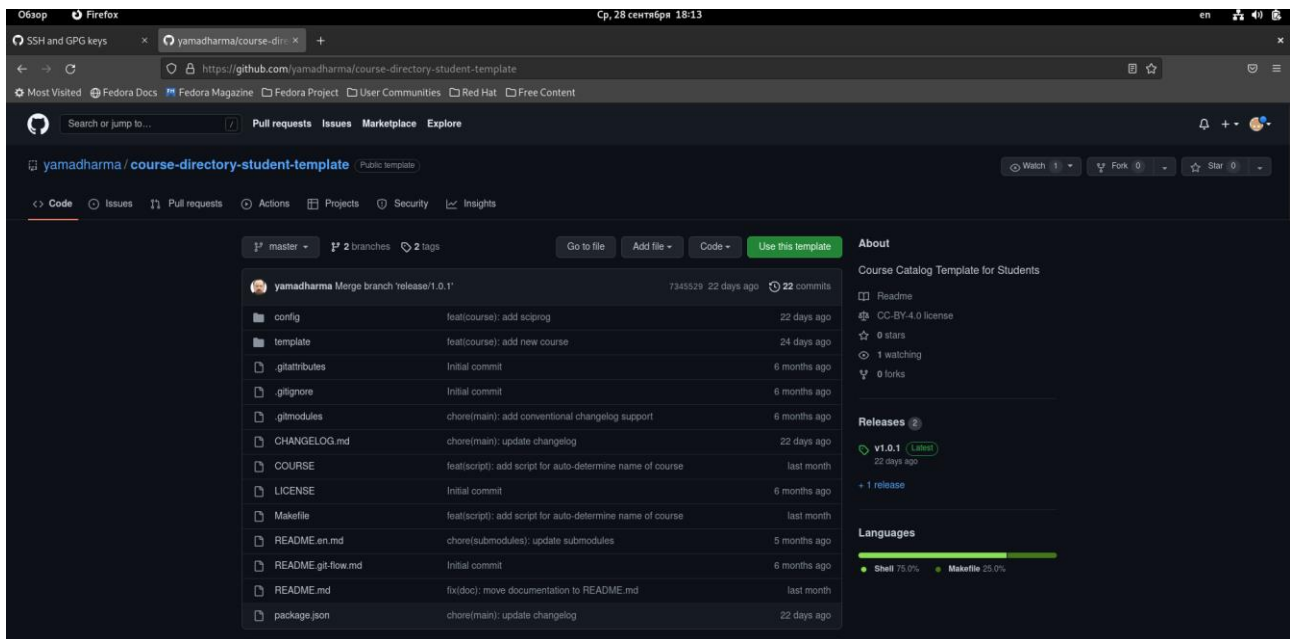 Обзор Firefox Ср, 28 сентября 18:13 en
SSH and GPG keys × yamadharma/course-dire × + ×
https://github.com/yamadharma/course-directory-student-template
Most Visited Fedora Docs Fedora Magazine Fedora Project User Communities Red Hat Free Content
Search or jump to... / Pull requests Issues Marketplace Explore
yamadharma / course-directory-student-template Public template Watch 1 Fork 0 Star 0
<> Code Issues Pull requests Actions Projects Security Insights
master 2 branches 2 tags Go to file Add file Code Use this template
yamadharma Merge branch 'release/1.0.1' 7345529 22 days ago 22 commits
config feat(course): add sciprog 22 days ago
template feat(course): add new course 24 days ago
.gitattributes Initial commit 6 months ago
.gitignore Initial commit 6 months ago
.gitmodules chore(main): add conventional changelog support 6 months ago
CHANGELOG.md chore(main): update changelog 22 days ago
COURSE feat(script): add script for auto-determine name of course last month
LICENSE Initial commit 6 months ago
Makefile feat(script): add script for auto-determine name of course last month
README.en.md chore(submodules): update submodules 5 months ago
README.git-flow.md Initial commit 6 months ago
README.md fix(doc): move documentation to README.md last month
package.json chore(main): update changelog 22 days ago
About
Course Catalog Template for Students
Readme
CC-BY-4.0 license
0 stars
1 watching
0 forks
Releases 2
v1.0.1 Latest
22 days ago
+ 1 release
Languages
Shell 75.0% Makefile 25.0%